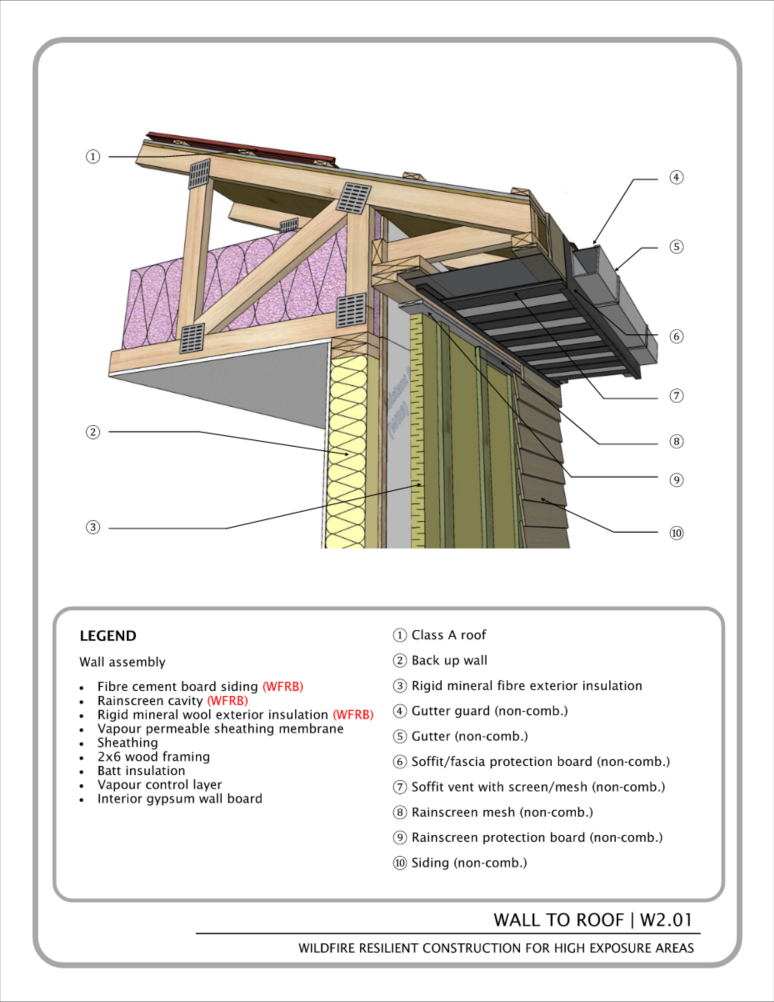 ①
④
⑤
⑥
⑦
②
⑧
⑨
③
⑩
LEGEND
Wall assembly
• Fibre cement board siding (WFRB)
• Rainscreen cavity (WFRB)
• Rigid mineral wool exterior insulation (WFRB)
• Vapour permeable sheathing membrane
• Sheathing
• 2x6 wood framing
• Batt insulation
• Vapour control layer
• Interior gypsum wall board
① Class A roof
② Back up wall
③ Rigid mineral fibre exterior insulation
④ Gutter guard (non-comb.)
⑤ Gutter (non-comb.)
⑥ Soffit/fascia protection board (non-comb.)
⑦ Soffit vent with screen/mesh (non-comb.)
⑧ Rainscreen mesh (non-comb.)
⑨ Rainscreen protection board (non-comb.)
⑩ Siding (non-comb.)
WALL TO ROOF | W2.01
WILDFIRE RESILIENT CONSTRUCTION FOR HIGH EXPOSURE AREAS